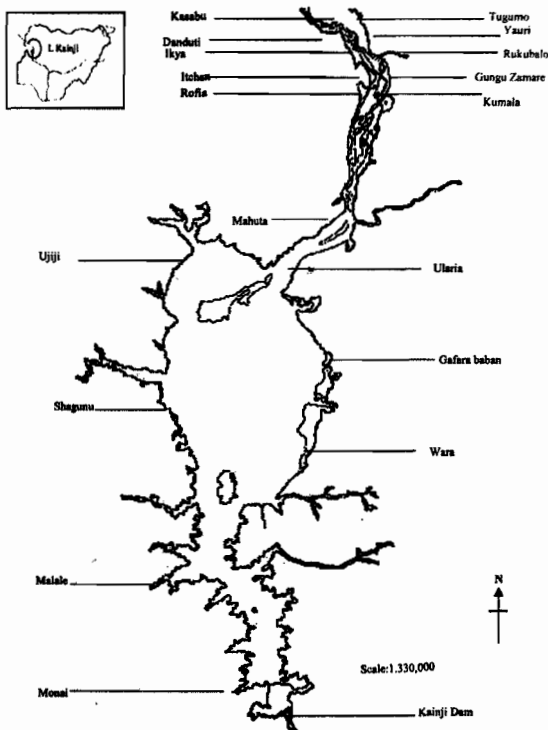 Kasabu
Tugumo
L Kainji
Yauri
Danduti
Ikya
Rukubalo
Itchan
Gungu Zamare
Rofia
Kumala
Mahuta
Ujiji
Ularia
Gafara baban
Shagunu
Wara
Malale
N
Scale:1.330,000
Monai
Kainji Dam